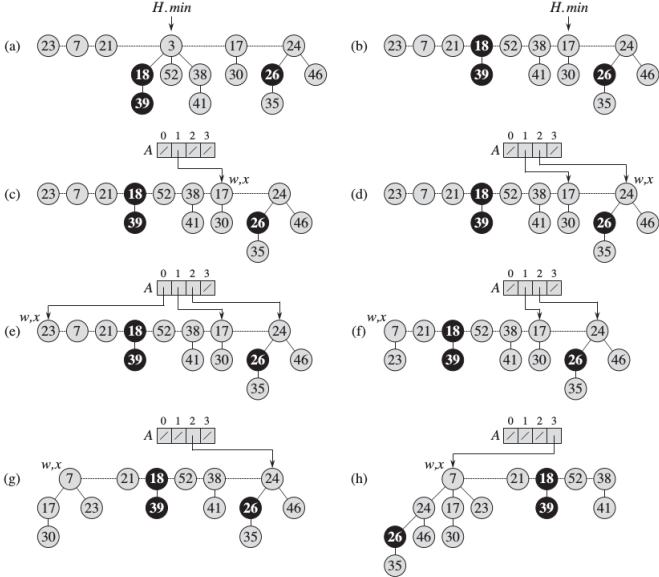 H.min
(a) 23 7 21 3 17 24
18 52 38 30 26 46
39 41 35
H.min
(b) 23 7 21 18 52 38 17 24
39 41 30 26 46
35
0 1 2 3
A
w,x
(c) 23 7 21 18 52 38 17 24
39 41 30 26 46
35
0 1 2 3
A
w,x
(d) 23 7 21 18 52 38 17 24
39 41 30 26 46
35
0 1 2 3
A
w,x
(e) 23 7 21 18 52 38 17 24
39 41 30 26 46
35
0 1 2 3
A
w,x
(f) 7 21 18 52 38 17 24
23 39 41 30 26 46
35
0 1 2 3
A
w,x
(g) 7 21 18 52 38 24
17 23 39 41 26 46
30 35
0 1 2 3
A
w,x
(h) 7 21 18 52 38
24 17 23 39 41
26 46 30
35